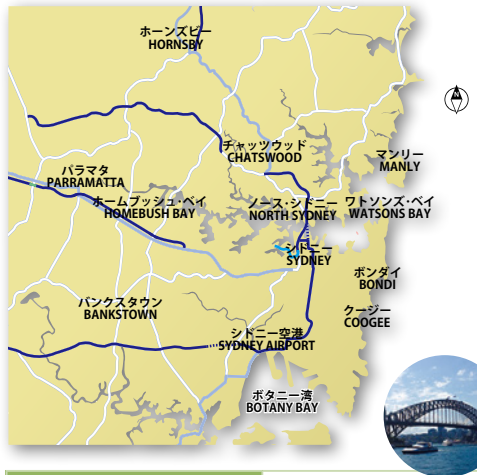 ホーンズビー
HORNSBY
チャッツウッド
CHATSWOOD
マンリー
MANLY
パラマタ
PARRAMATTA
ホームブッシュ・ベイ
HOMEBUSH BAY
ノース・シドニー
NORTH SYDNEY
ワトソンズ・ベイ
WATSONS BAY
シドニー
SYDNEY
ボンダイ
BONDI
バンクスタウン
BANKSTOWN
クージー
COOGEE
シドニー空港
SYDNEY AIRPORT
ボタニー湾
BOTANY BAY
N